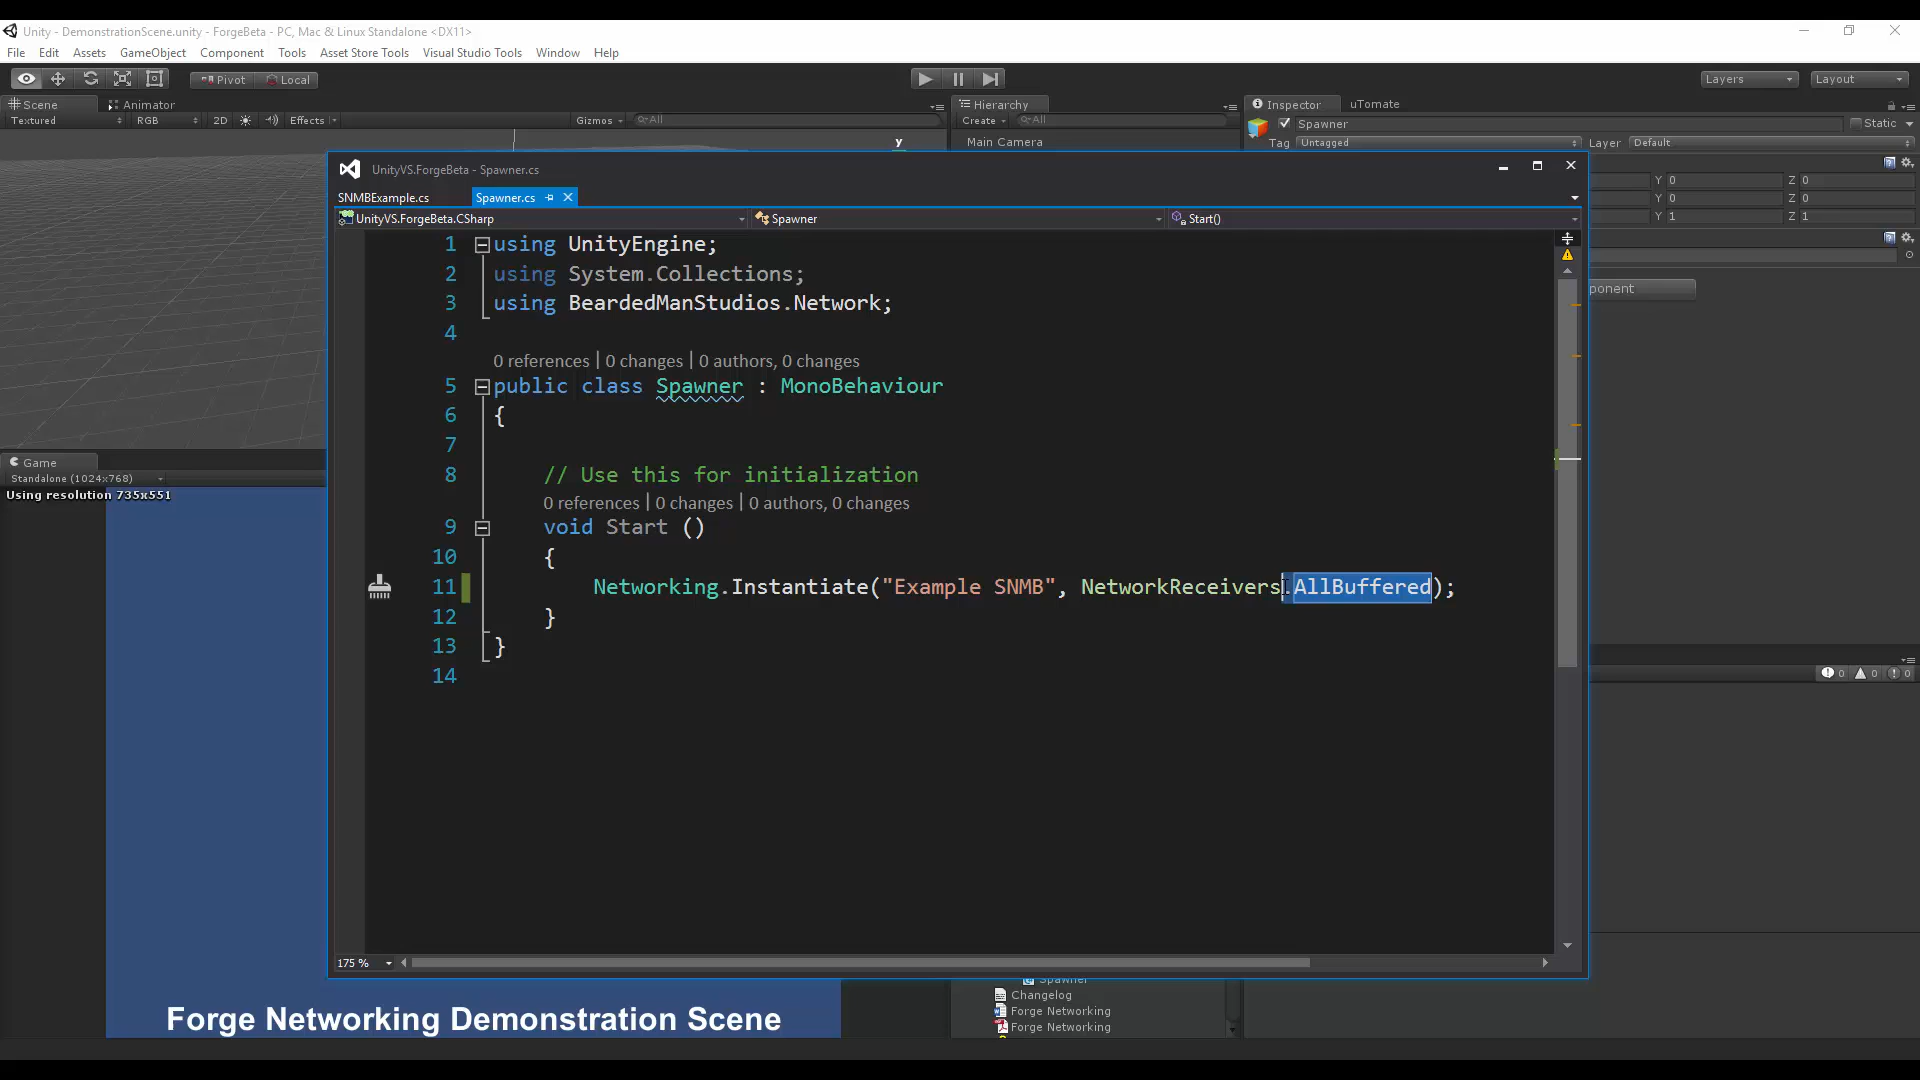 Unity - DemonstrationScene.unity - ForgeBeta - PC, Mac & Linux Standalone <DX11>
File Edit Assets GameObject Component Tools Asset Store Tools Visual Studio Tools Window Help
Pivot Local Layers Layout
Scene Animator Hierarchy Inspector uTomate
Textured RGB 2D Effects Gizmos All Create All Spawner Static
y Main Camera Tag Untagged Layer Default
UnityVS.ForgeBeta - Spawner.cs
Y 0 Z 0
Y 0 Z 0
Y 1 Z 1
SNMBExample.cs Spawner.cs
UnityVS.ForgeBeta.CSharp Spawner Start()
1 using UnityEngine;
2 using System.Collections;
3 using BeardedManStudios.Network;
4
0 references | 0 changes | 0 authors, 0 changes
5 public class Spawner : MonoBehaviour
6 {
7
8 // Use this for initialization
0 references | 0 changes | 0 authors, 0 changes
9 void Start ()
10 {
11 Networking.Instantiate("Example SNMB", NetworkReceivers.AllBuffered);
12 }
13 }
14
175 %
ponent
0 0 0
Game
Standalone (1024x768)
Using resolution 735x551
Spawner
Changelog
Forge Networking
Forge Networking
Forge Networking Demonstration Scene